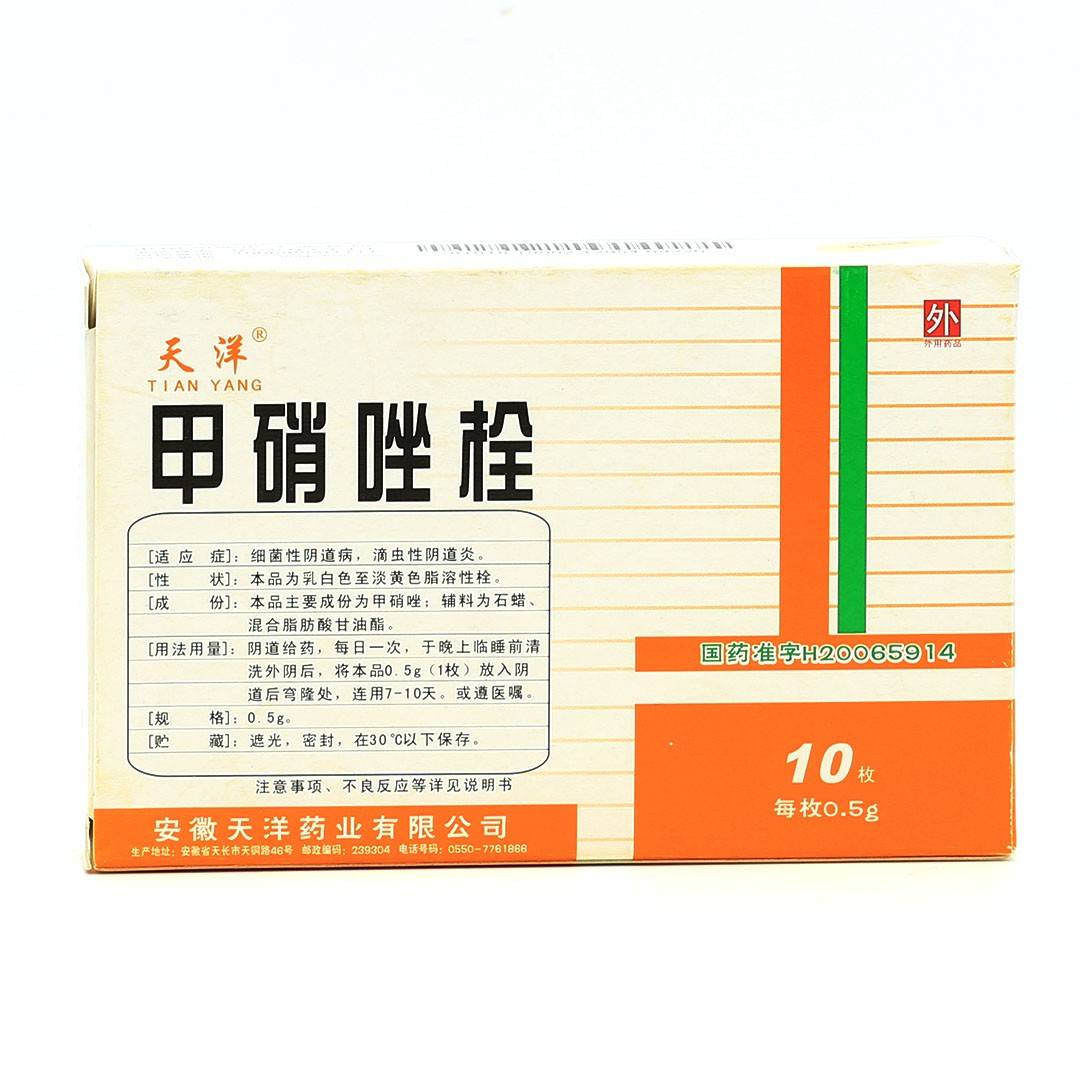 天洋®
TIAN YANG
甲硝唑栓
[适应症]：细菌性阴道病，滴虫性阴道炎。
[性状]：本品为乳白色至淡黄色脂溶性栓。
[成份]：本品主要成份为甲硝唑；辅料为石蜡、
混合脂肪酸甘油酯。
[用法用量]：阴道给药，每日一次，于晚上临睡前清
洗外阴后，将本品0.5g（1枚）放入阴
道后穹隆处，连用7-10天。或遵医嘱。
[规格]：0.5g。
[贮藏]：遮光，密封，在30℃以下保存。
注意事项、不良反应等详见说明书
安徽天洋药业有限公司
生产地址：安徽省天长市天铜路46号 邮政编码：239304 电话号码：0550-7761866
外
外用药品
国药准字H20065914
10枚
每枚0.5g